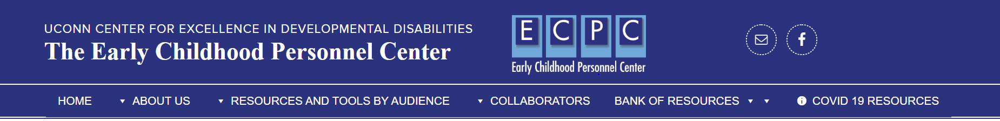 UCONN CENTER FOR EXCELLENCE IN DEVELOPMENTAL DISABILITIES
The Early Childhood Personnel Center
E C P C
Early Childhood Personnel Center
HOME ABOUT US RESOURCES AND TOOLS BY AUDIENCE COLLABORATORS BANK OF RESOURCES COVID 19 RESOURCES